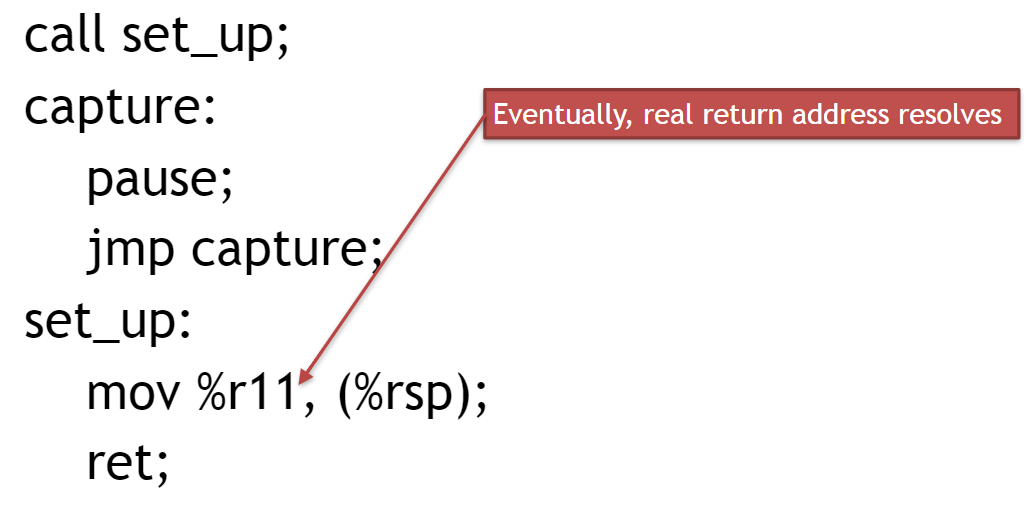 call set_up;
capture:
Eventually, real return address resolves
pause;
jmp capture;
set_up:
mov %r11, (%rsp);
ret;